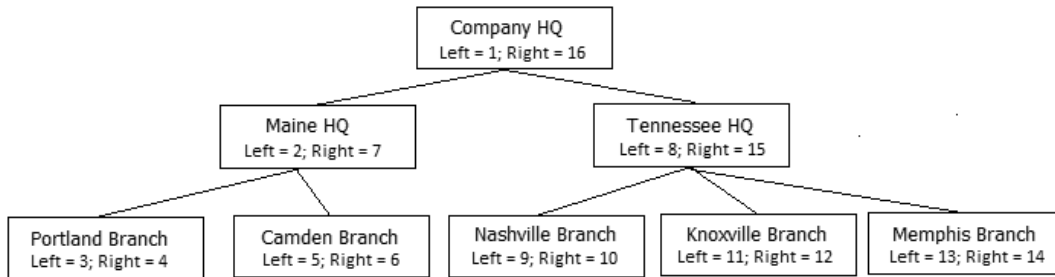 Company HQ
Left = 1; Right = 16
Maine HQ
Left = 2; Right = 7
Tennessee HQ
Left = 8; Right = 15
Portland Branch
Left = 3; Right = 4
Camden Branch
Left = 5; Right = 6
Nashville Branch
Left = 9; Right = 10
Knoxville Branch
Left = 11; Right = 12
Memphis Branch
Left = 13; Right = 14